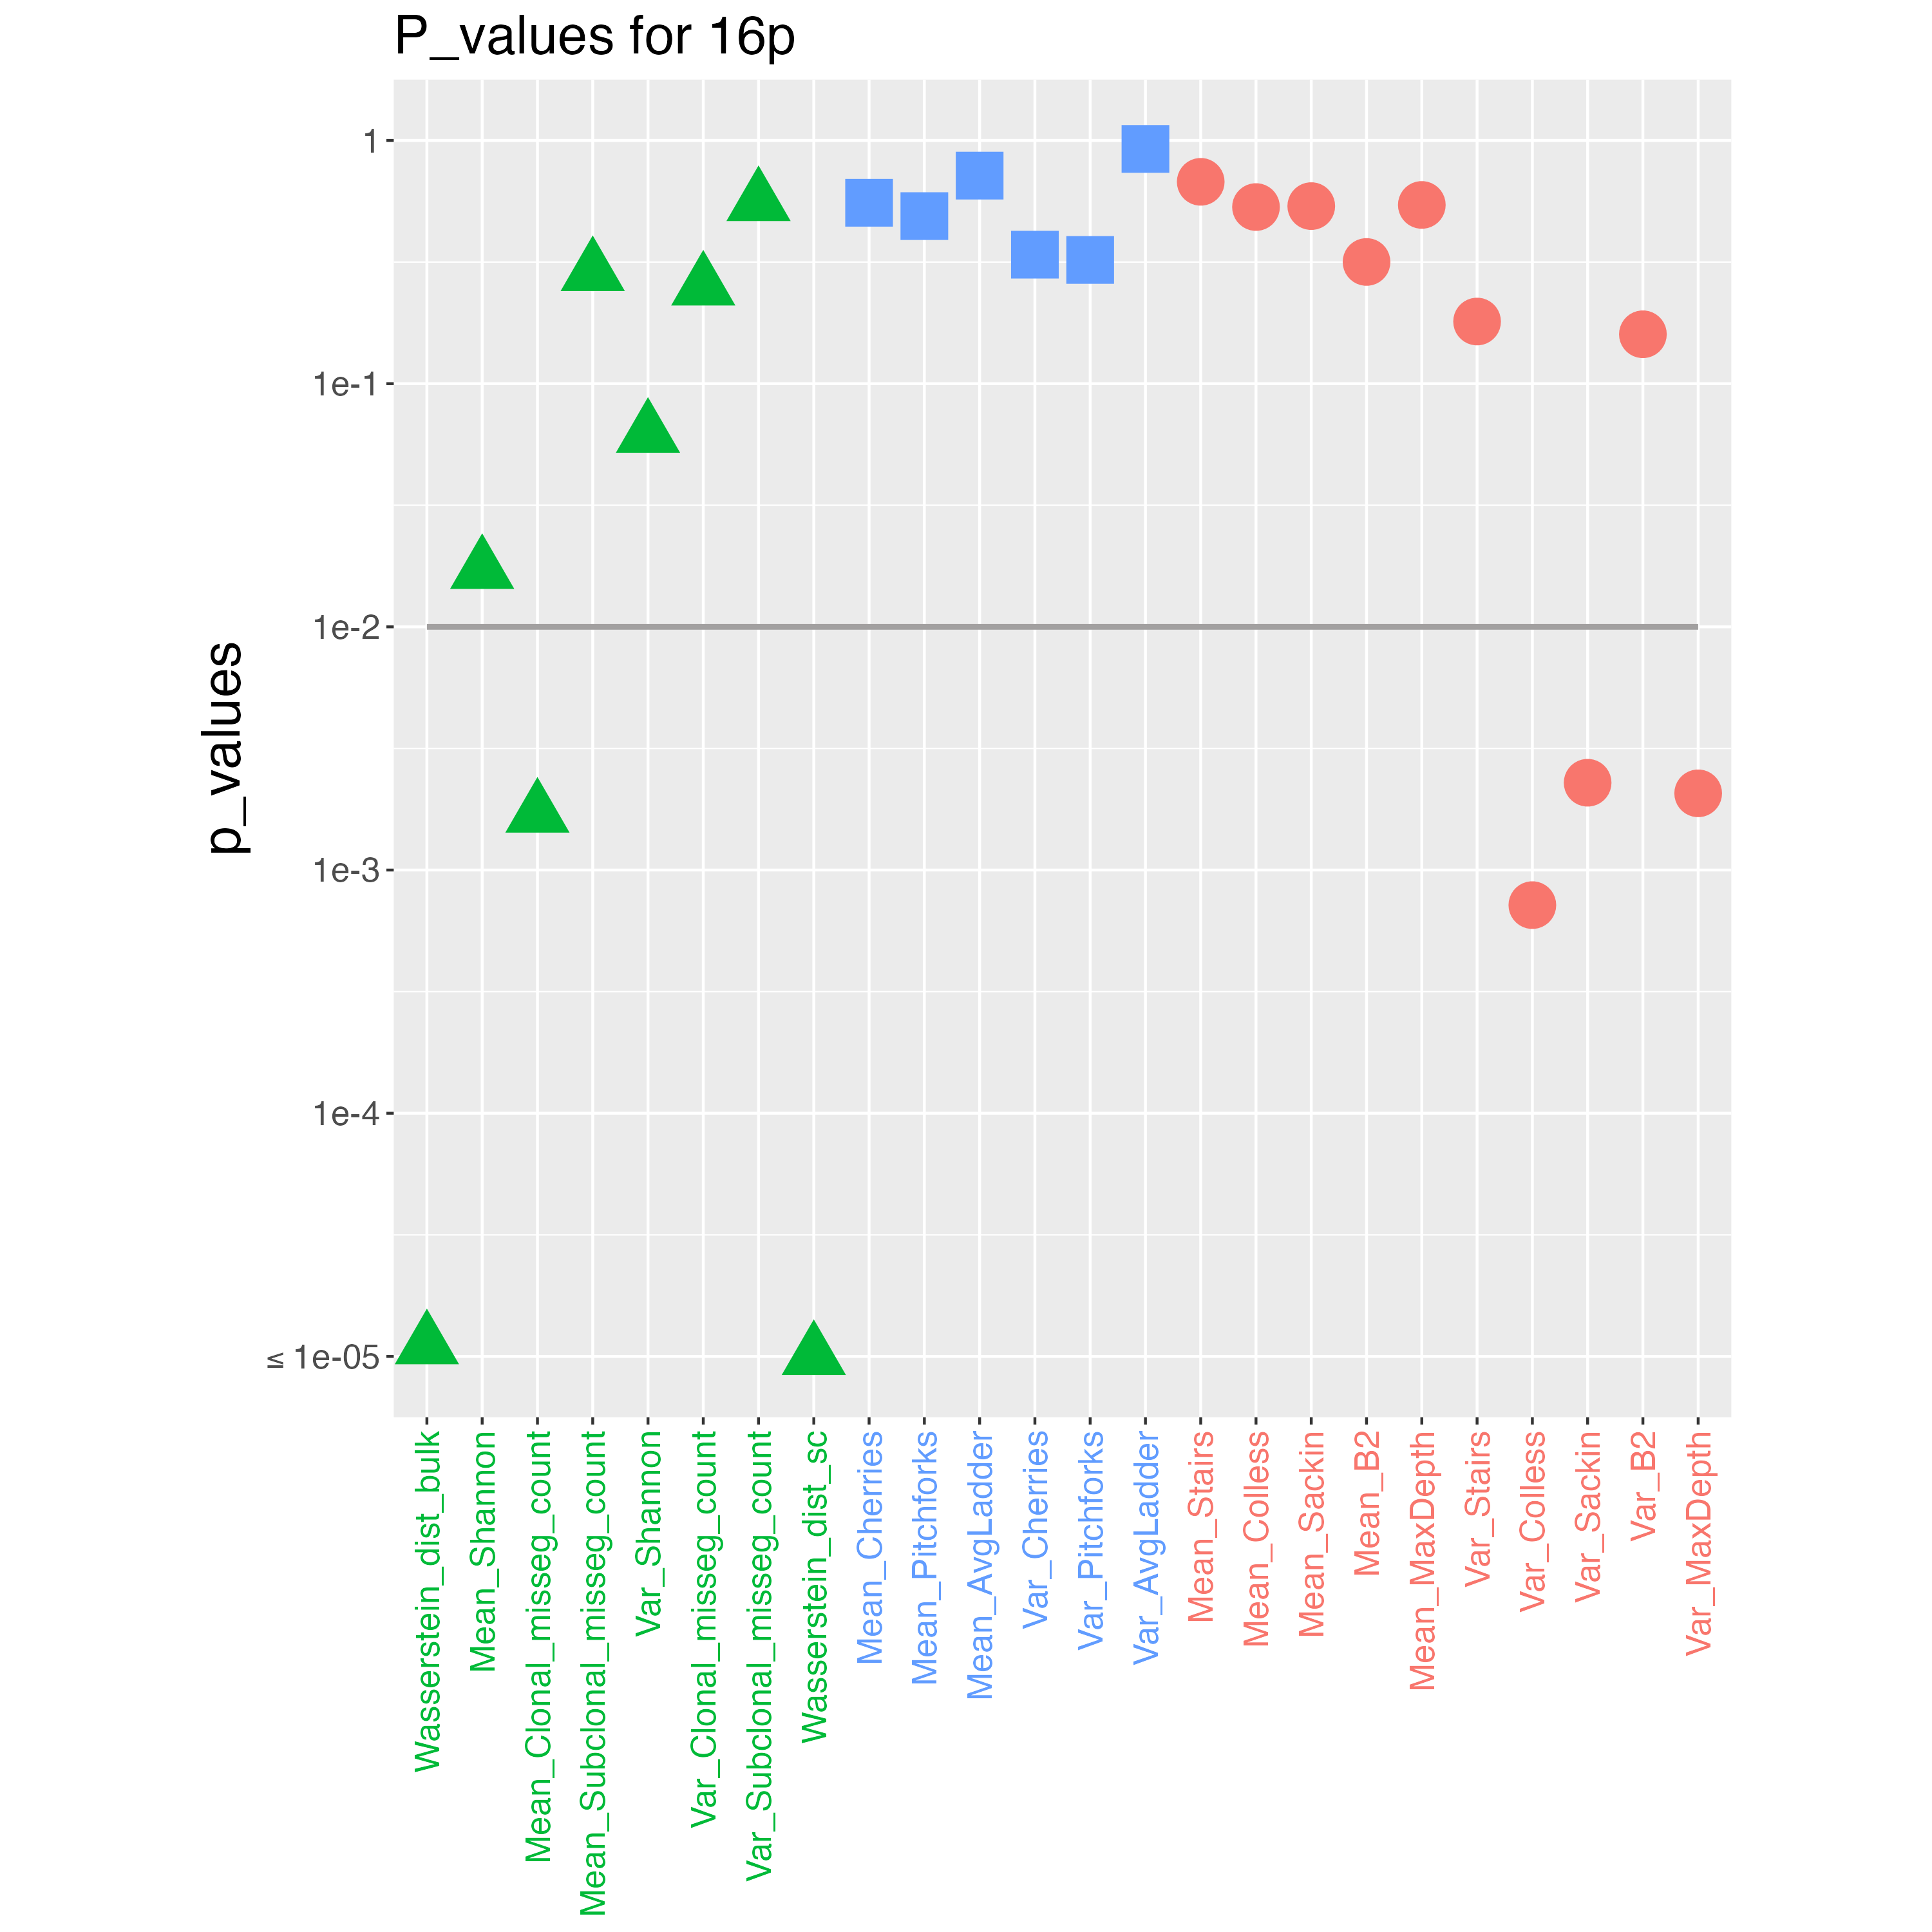 P_values for 16p
p_values
1
1e-1
1e-2
1e-3
1e-4
≤ 1e-05
Wasserstein_dist_bulk
Mean_Shannon
Mean_Clonal_misseg_count
Mean_Subclonal_misseg_count
Var_Shannon
Var_Clonal_misseg_count
Var_Subclonal_misseg_count
Wasserstein_dist_sc
Mean_Cherries
Mean_Pitchforks
Mean_AvgLadder
Var_Cherries
Var_Pitchforks
Var_AvgLadder
Mean_Stairs
Mean_Colless
Mean_Sackin
Mean_B2
Mean_MaxDepth
Var_Stairs
Var_Colless
Var_Sackin
Var_B2
Var_MaxDepth